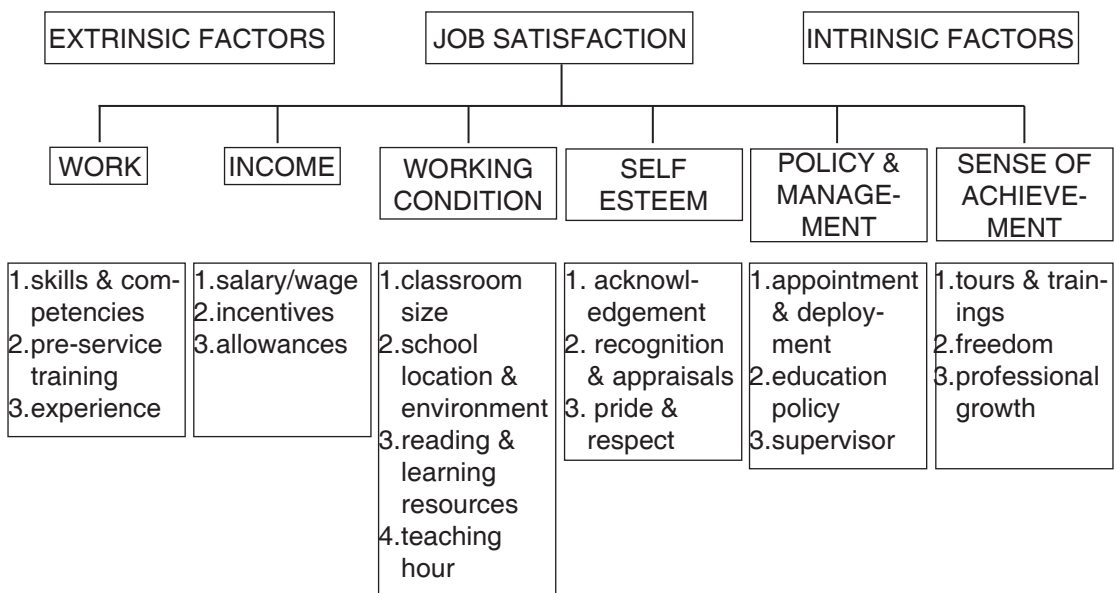 EXTRINSIC FACTORS
JOB SATISFACTION
INTRINSIC FACTORS
WORK
INCOME
WORKING
CONDITION
SELF
ESTEEM
POLICY &
MANAGE-
MENT
SENSE OF
ACHIEVE-
MENT
1.skills & com-
petencies
2.pre-service
training
3.experience
1.salary/wage
2.incentives
3.allowances
1.classroom
size
2.school
location &
environment
3.reading &
learning
resources
4.teaching
hour
1. acknowl-
edgement
2. recognition
& appraisals
3. pride &
respect
1.appointment
& deploy-
ment
2.education
policy
3.supervisor
1.tours & train-
ings
2.freedom
3.professional
growth